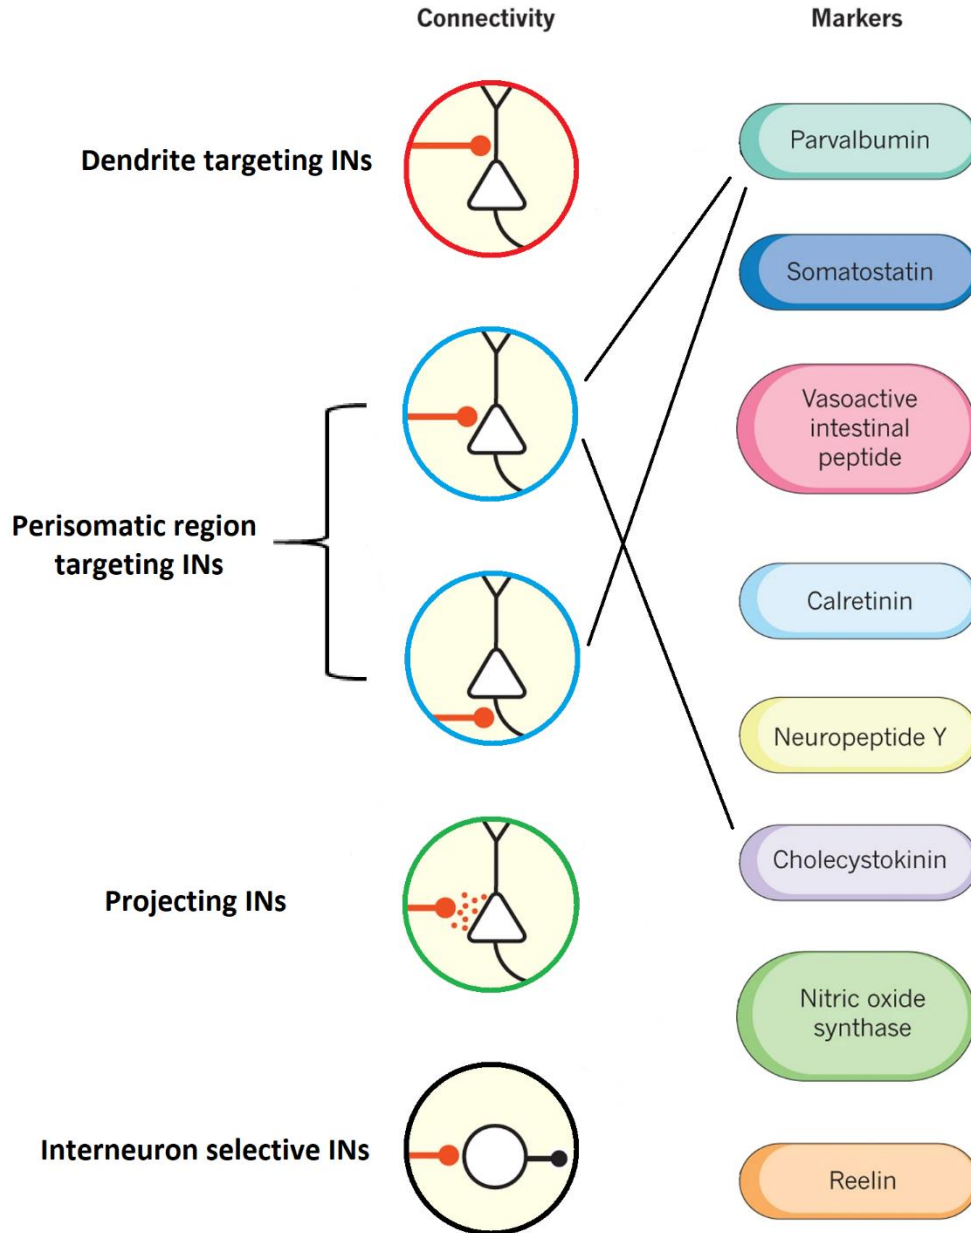 Connectivity
Markers
Dendrite targeting INs
Parvalbumin
Somatostatin
Vasoactive
intestinal
peptide
Perisomatic region
targeting INs
Calretinin
Neuropeptide Y
Cholecystokinin
Projecting INs
Nitric oxide
synthase
Interneuron selective INs
Reelin